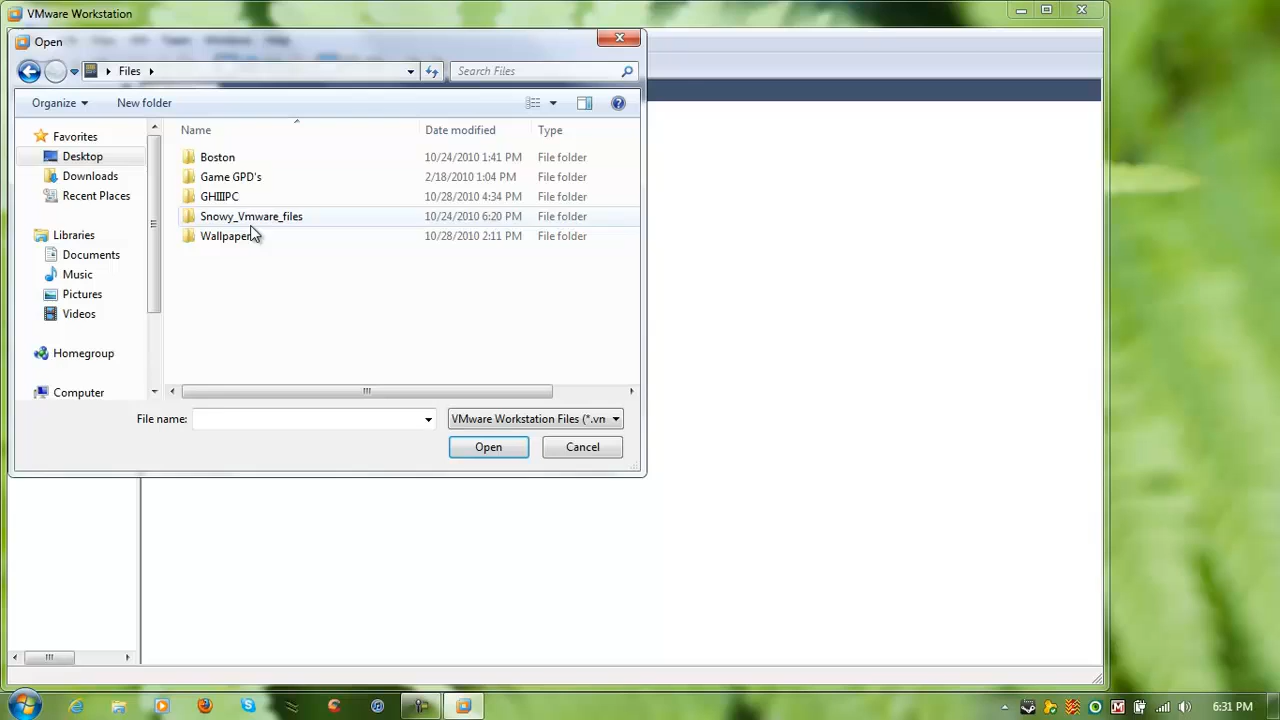 VMware Workstation
Open
Files
Search Files
Organize
New folder
Name
Date modified
Type
Favorites
Desktop
Downloads
Recent Places
Libraries
Documents
Music
Pictures
Videos
Homegroup
Computer
Boston 10/24/2010 1:41 PM File folder
Game GPD's 2/18/2010 1:04 PM File folder
GHIIIPC 10/28/2010 4:34 PM File folder
Snowy_Vmware_files 10/24/2010 6:20 PM File folder
Wallpaper 10/28/2010 2:11 PM File folder
File name:
VMware Workstation Files (*.vn
Open
Cancel
6:31 PM